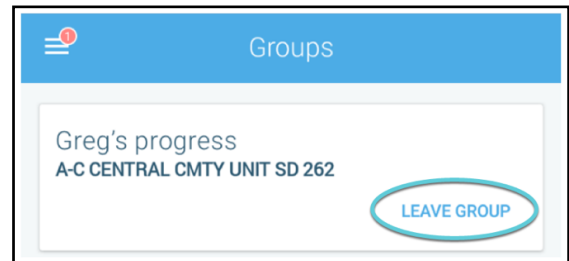 1
Groups
Greg's progress
A-C CENTRAL CMTY UNIT SD 262
LEAVE GROUP